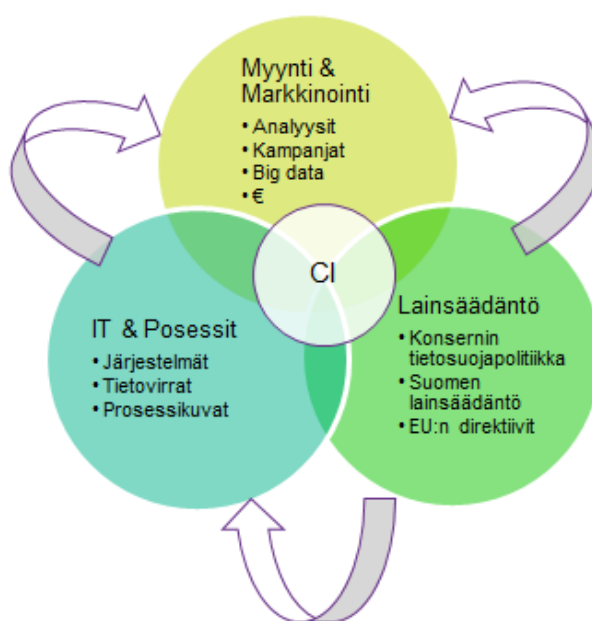 Myynti &
Markkinointi
• Analyysit
• Kampanjat
• Big data
• €
CI
IT & Posessit
• Järjestelmät
• Tietovirrat
• Prosessikuvat
Lainsäädäntö
• Konsernin
tietosuojapolitiikka
• Suomen
lainsäädäntö
• EU:n direktiivit